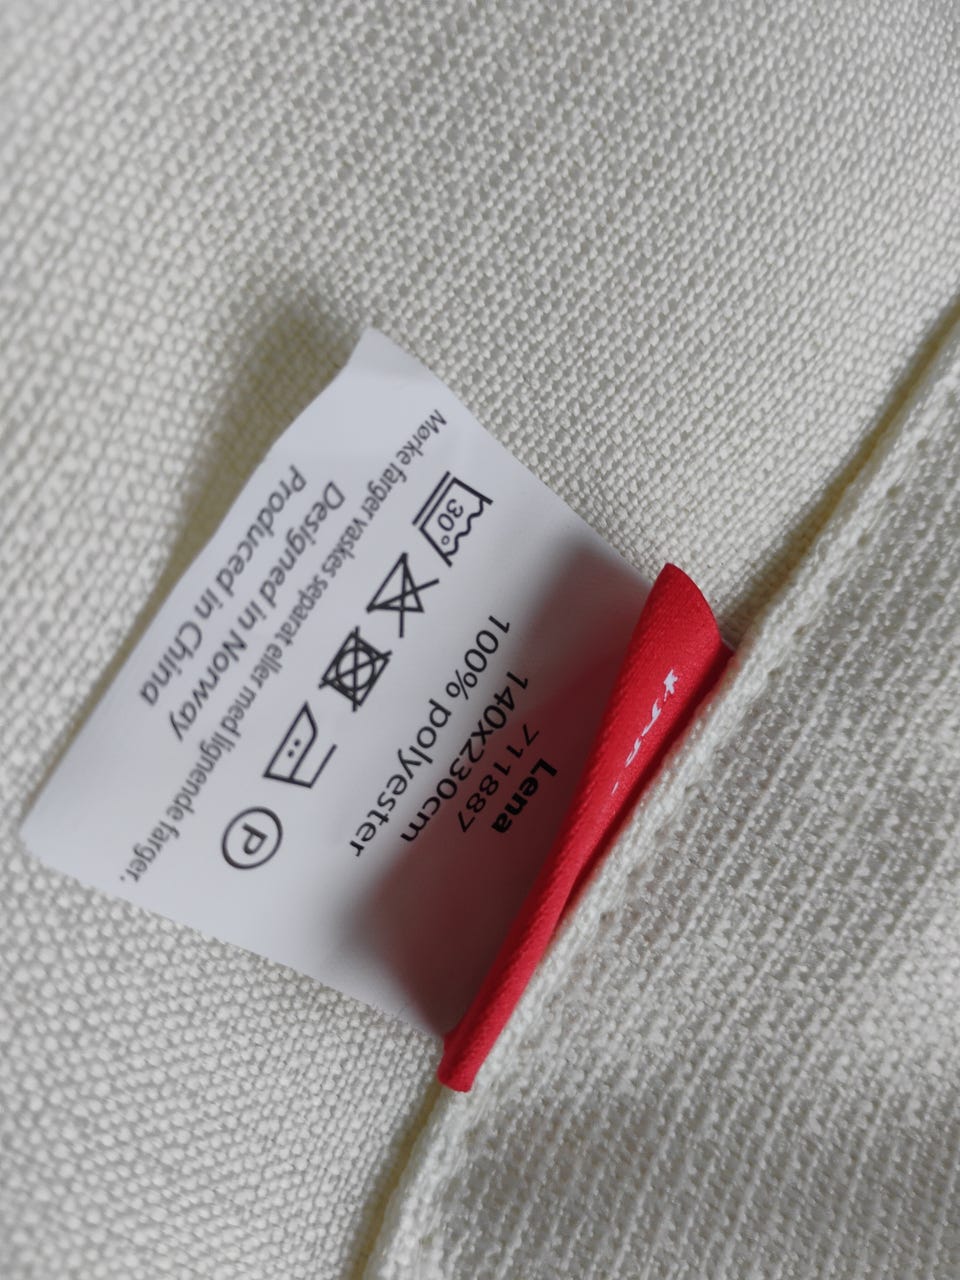 Lena
711887
140x230cm
100% polyester
30°
P
Mørke farger vaskes separat eller med lignende farger.
Designed in Norway
Produced in China